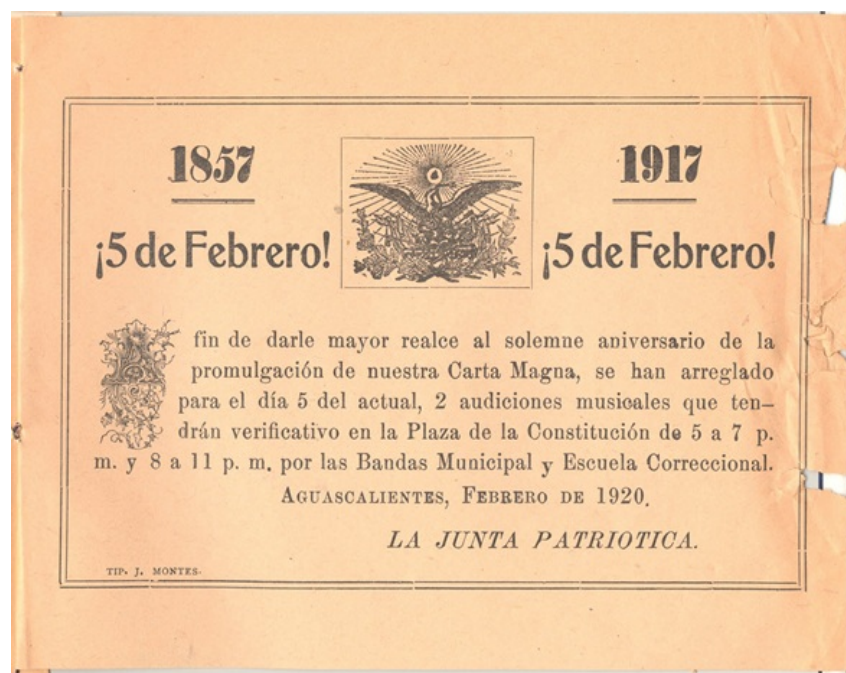 1857
1917
¡5 de Febrero!
¡5 de Febrero!
A fin de darle mayor realce al solemne aniversario de la
promulgación de nuestra Carta Magna, se han arreglado
para el día 5 del actual, 2 audiciones musicales que ten–
drán verificativo en la Plaza de la Constitución de 5 a 7 p.
m. y 8 a 11 p. m. por las Bandas Municipal y Escuela Correccional.
AGUASCALIENTES, FEBRERO DE 1920.
LA JUNTA PATRIOTICA.
TIP. J. MONTES.